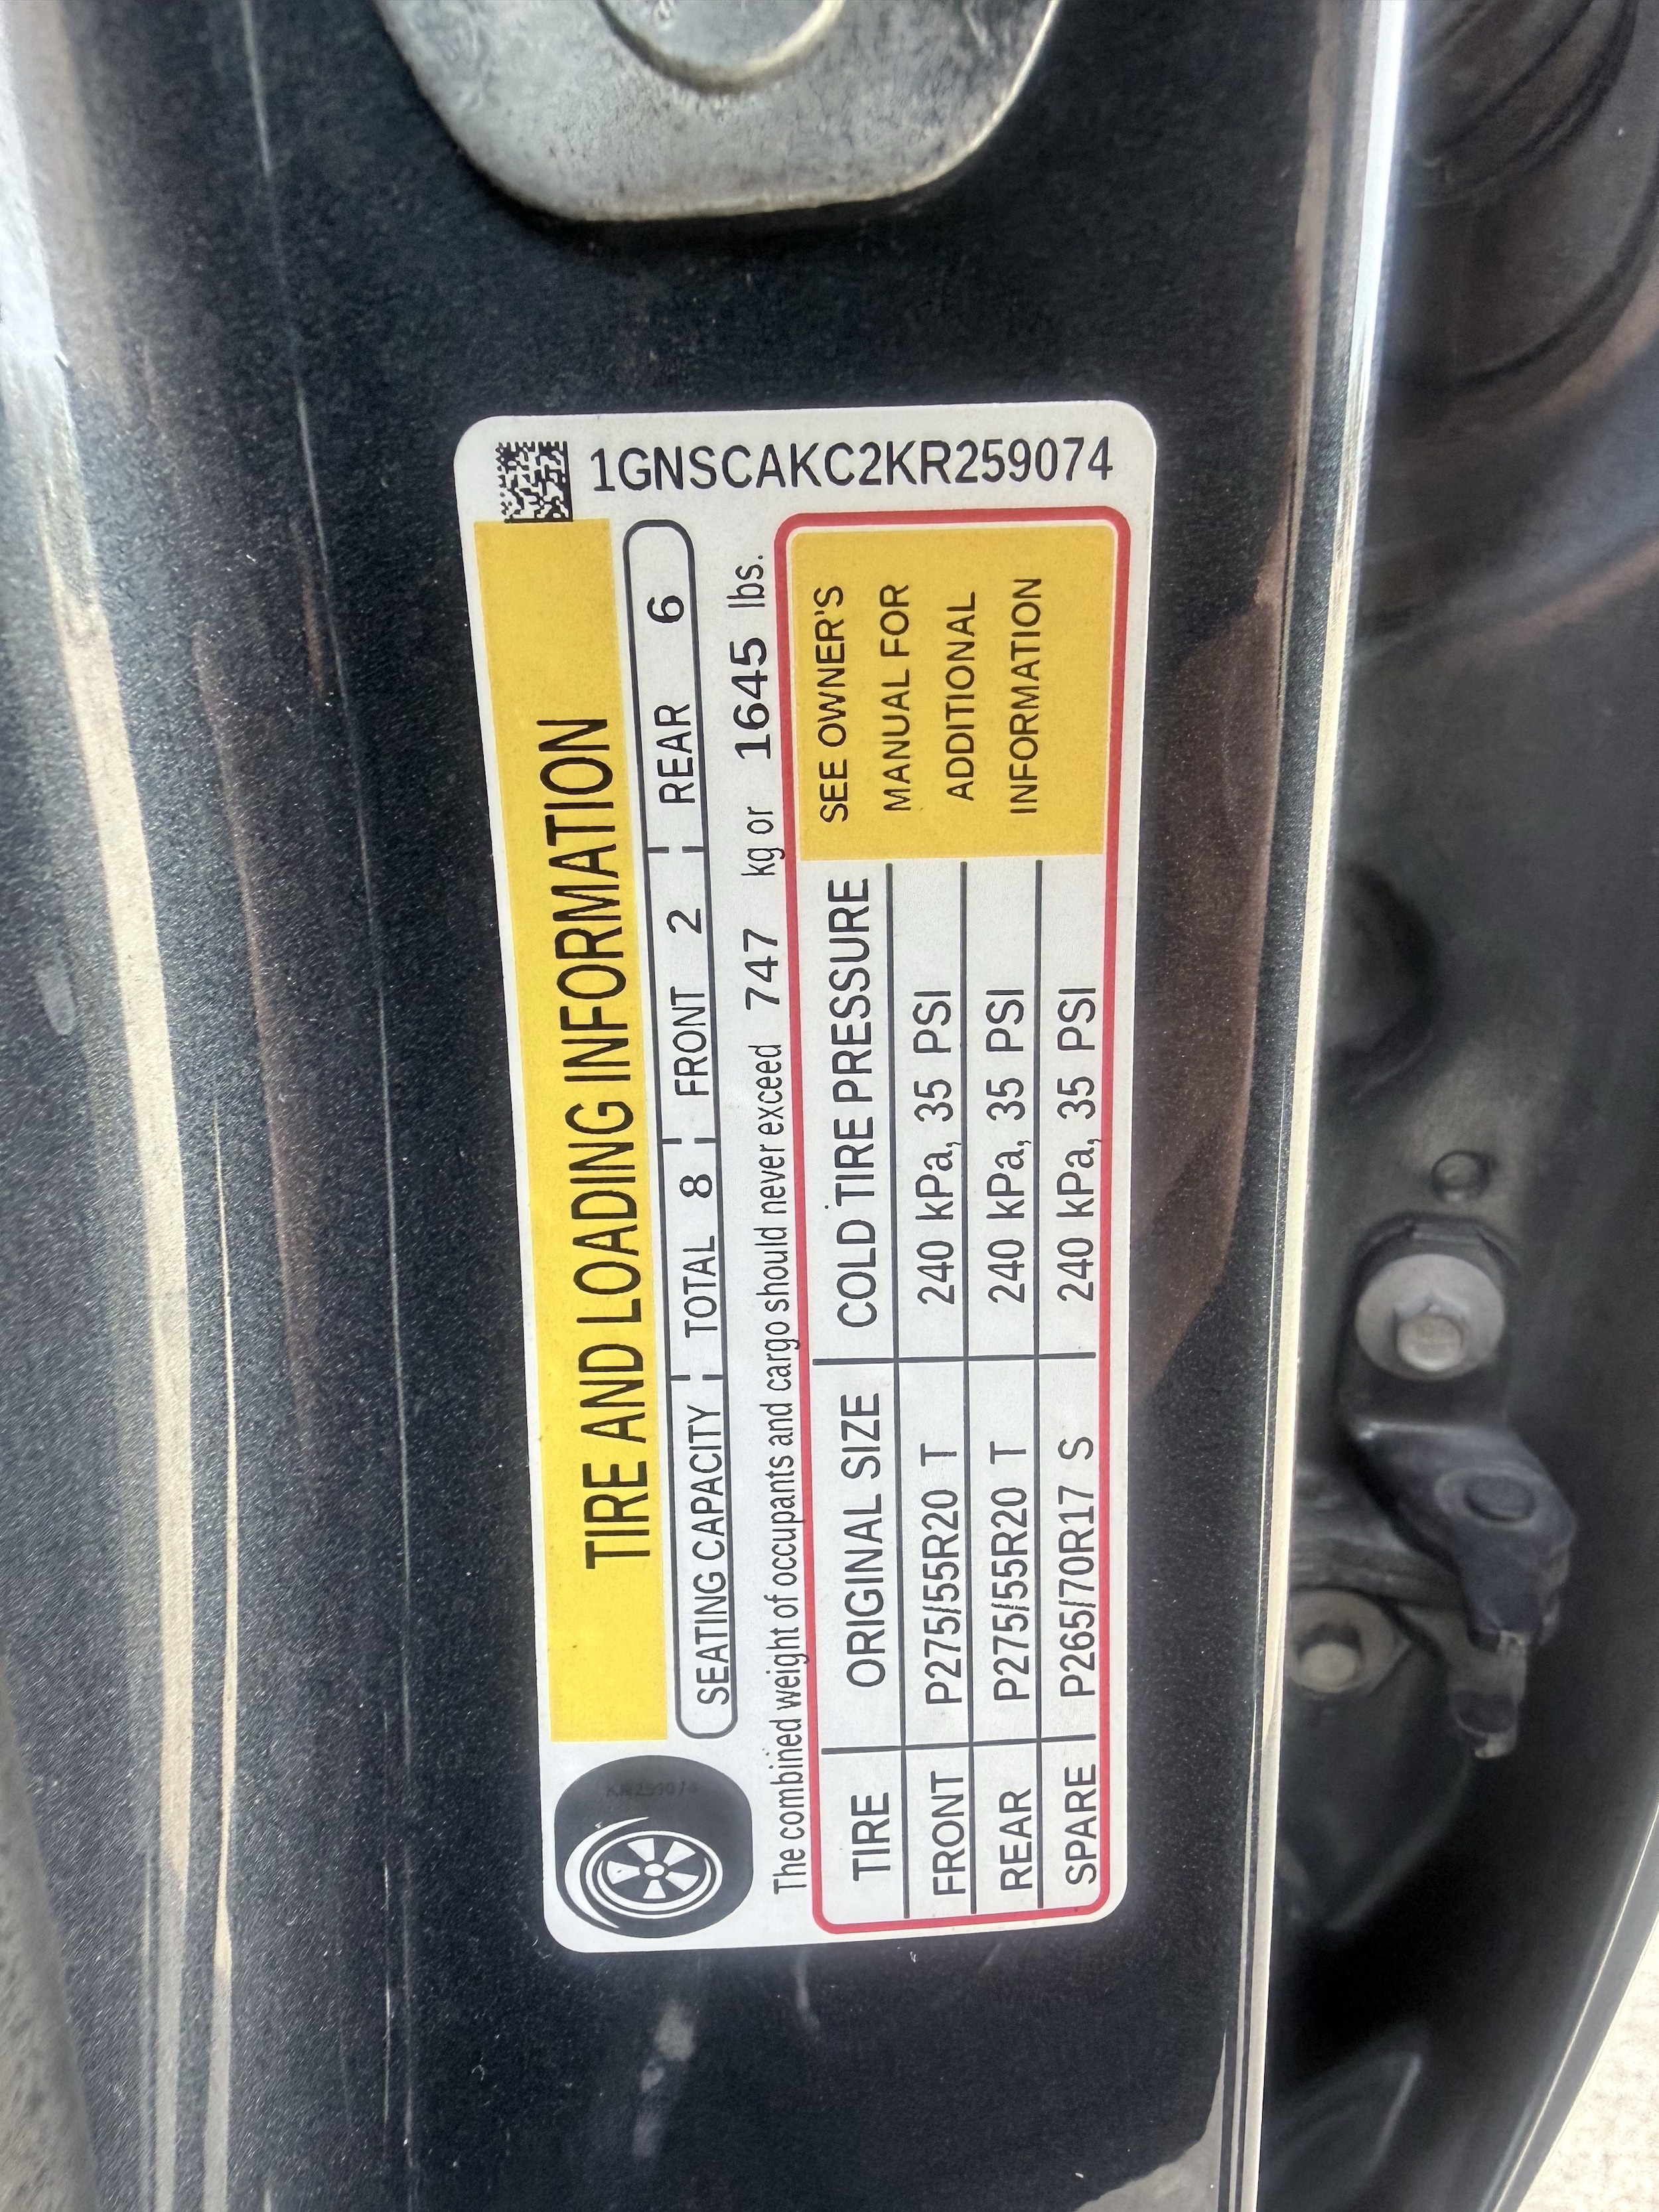 TIRE AND LOADING INFORMATION
SEATING CAPACITY TOTAL 8 FRONT 2 REAR 6
The combined weight of occupants and cargo should never exceed 747 kg or 1645 lbs.
TIRE ORIGINAL SIZE COLD TIRE PRESSURE
FRONT P275/55R20 T 240 kPa, 35 PSI
REAR P275/55R20 T 240 kPa, 35 PSI
SPARE P265/70R17 S 240 kPa, 35 PSI
SEE OWNER'S
MANUAL FOR
ADDITIONAL
INFORMATION
1GNSCAKC2KR259074
KR259074